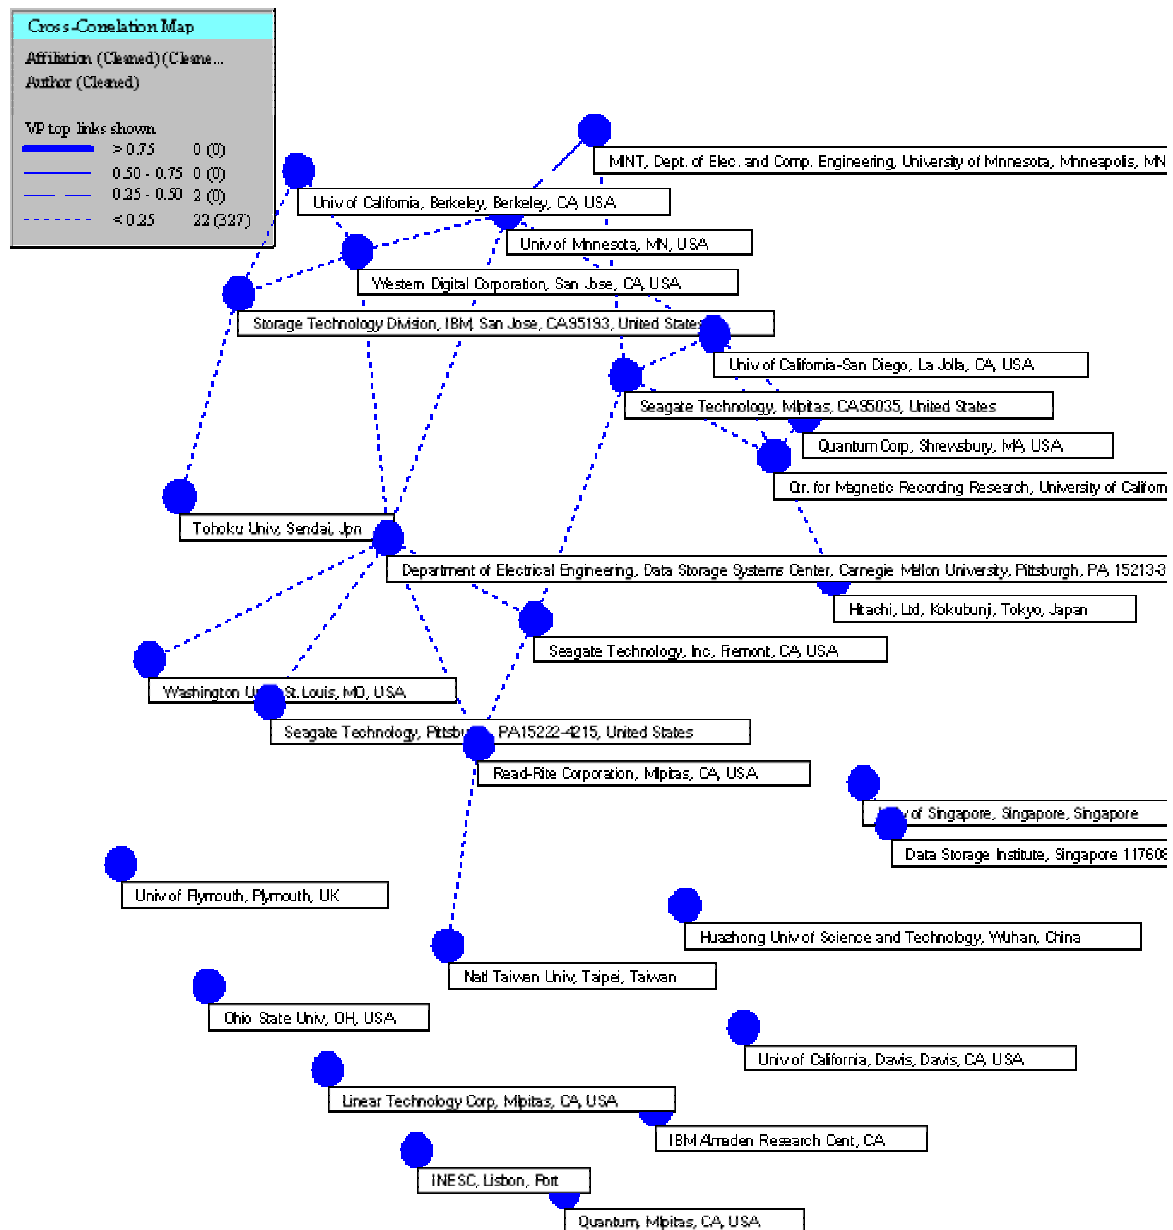 Cross-Correlation Map
Affiliation (Cleaned) (Cleane...
Author (Cleaned)
VP top links shown
> 0.75 0 (0)
0.50 - 0.75 0 (0)
0.25 - 0.50 2 (0)
< 0.25 22 (327)
MINT, Dept. of Elec. and Comp. Engineering, University of Minnesota, Minneapolis, MN
Univ of California, Berkeley, Berkeley, CA, USA
Univ of Minnesota, MN, USA
Western Digital Corporation, San Jose, CA, USA
Storage Technology Division, IBM, San Jose, CA 95193, United States
Univ of California-San Diego, La Jolla, CA, USA
Seagate Technology, Milpitas, CA 95035, United States
Quantum Corp, Shrewsbury, MA, USA
Ctr. for Magnetic Recording Research, University of Californ
Tohoku Univ, Sendai, Jpn
Department of Electrical Engineering, Data Storage Systems Center, Carnegie Mellon University, Pittsburgh, PA, 15213-3
Hitachi, Ltd, Kokubunji, Tokyo, Japan
Seagate Technology, Inc, Fremont, CA, USA
Washington U St. Louis, MO, USA
Seagate Technology, Pittsbu PA 15222-4215, United States
Read-Rite Corporation, Milpitas, CA, USA
of Singapore, Singapore, Singapore
Data Storage Institute, Singapore 117608
Univ of Plymouth, Plymouth, UK
Huazhong Univ of Science and Technology, Wuhan, China
Natl Taiwan Univ, Taipei, Taiwan
Ohio State Univ, OH, USA
Univ of California, Davis, Davis, CA, USA
Linear Technology Corp, Milpitas, CA, USA
IBM Almaden Research Cent, CA
INESC, Lisbon, Port
Quantum, Milpitas, CA, USA